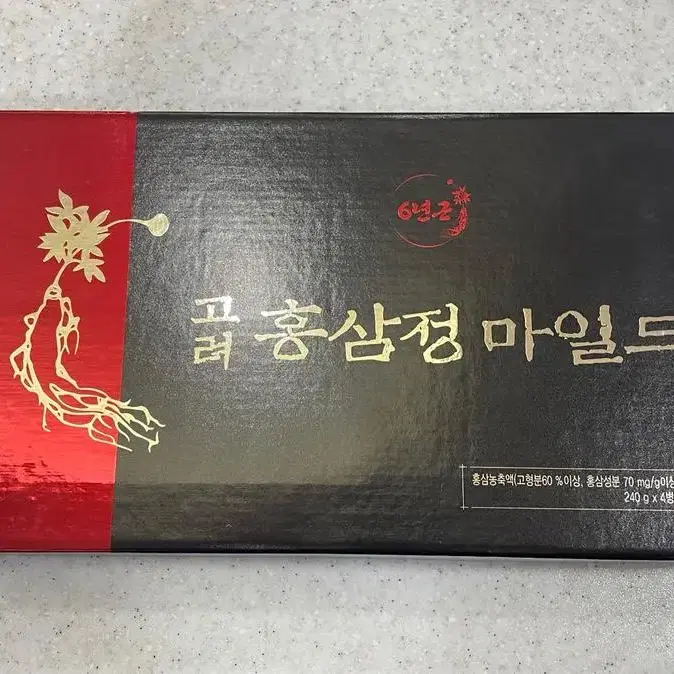 6년근
고려 홍삼정 마일드
홍삼농축액(고형분60 %이상, 홍삼성분 70 mg/g이상
240 g x 4병